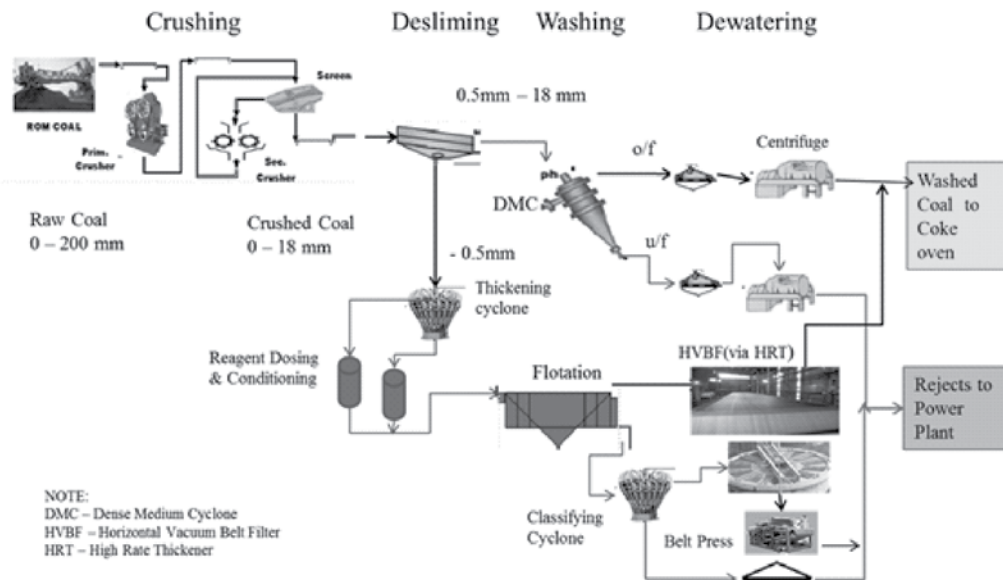 Crushing
Desliming
Washing
Dewatering
ROM COAL
Prim.
Crusher
Screen
Sec.
Crusher
Raw Coal
0 – 200 mm
Crushed Coal
0 – 18 mm
0.5mm – 18 mm
- 0.5mm
DMC
o/f
u/f
Centrifuge
Washed
Coal to
Coke
oven
Thickening
cyclone
Reagent Dosing
& Conditioning
Flotation
HVBF(via HRT)
Rejects to
Power
Plant
Classifying
Cyclone
Belt Press
NOTE:
DMC – Dense Medium Cyclone
HVBF – Horizontal Vacuum Belt Filter
HRT – High Rate Thickener